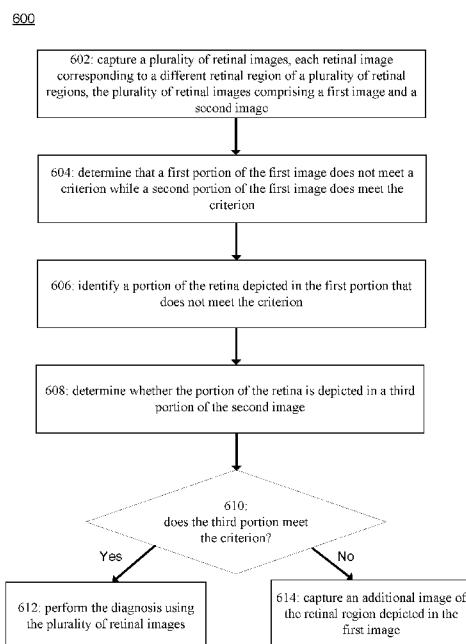 600
602: capture a plurality of retinal images, each retinal image
corresponding to a different retinal region of a plurality of retinal
regions, the plurality of retinal images comprising a first image and a
second image
604: determine that a first portion of the first image does not meet a
criterion while a second portion of the first image does meet the
criterion
606: identify a portion of the retina depicted in the first portion that
does not meet the criterion
608: determine whether the portion of the retina is depicted in a third
portion of the second image
610:
does the third portion meet
the criterion?
Yes
No
612: perform the diagnosis using
the plurality of retinal images
614: capture an additional image of
the retinal region depicted in the
first image